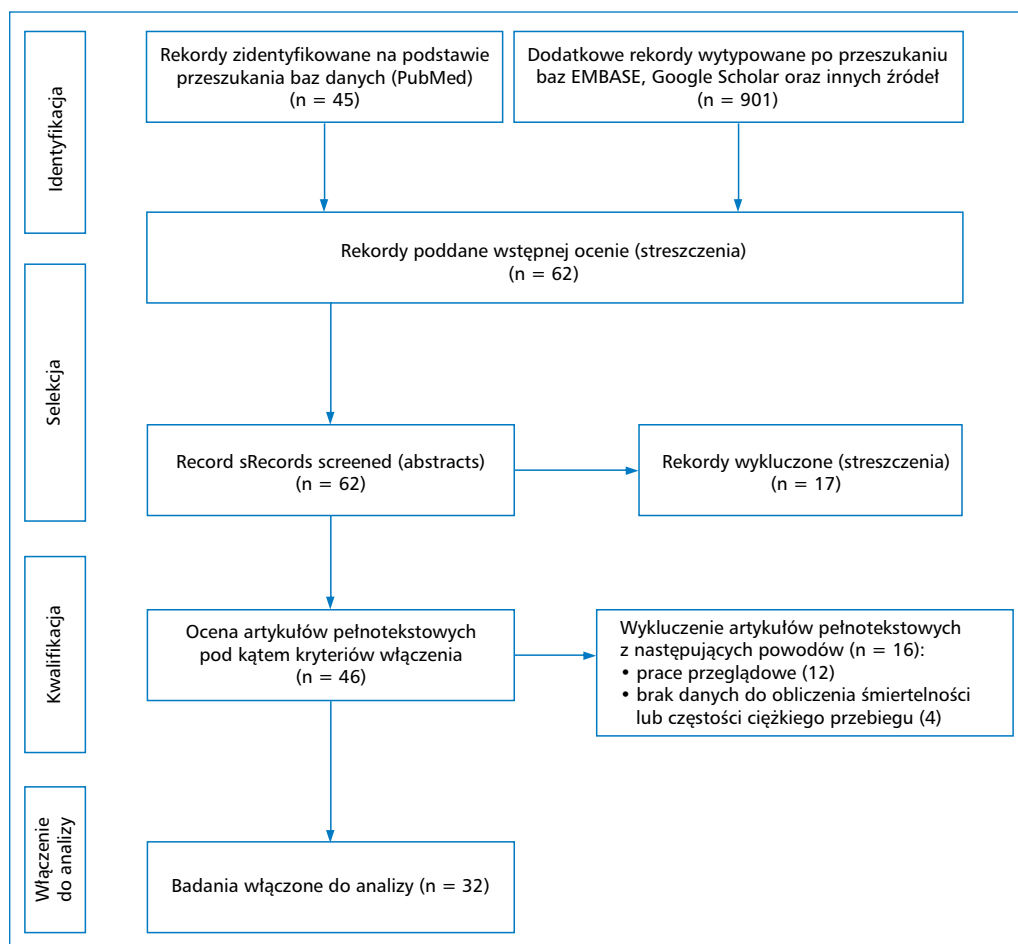 Identyfikacja
Rekordy zidentyfikowane na podstawie
przeszukania baz danych (PubMed)
(n = 45)
Dodatkowe rekordy wytypowane po przeszukaniu
baz EMBASE, Google Scholar oraz innych źródeł
(n = 901)
Rekordy poddane wstępnej ocenie (streszczenia)
(n = 62)
Selekcja
Record sRecords screened (abstracts)
(n = 62)
Rekordy wykluczone (streszczenia)
(n = 17)
Kwalifikacja
Ocena artykułów pełnotekstowych
pod kątem kryteriów włączenia
(n = 46)
Wykluczenie artykułów pełnotekstowych
z następujących powodów (n = 16):
• prace przeglądowe (12)
• brak danych do obliczenia śmiertelności
lub częstości ciężkiego przebiegu (4)
Włączenie
do analizy
Badania włączone do analizy (n = 32)